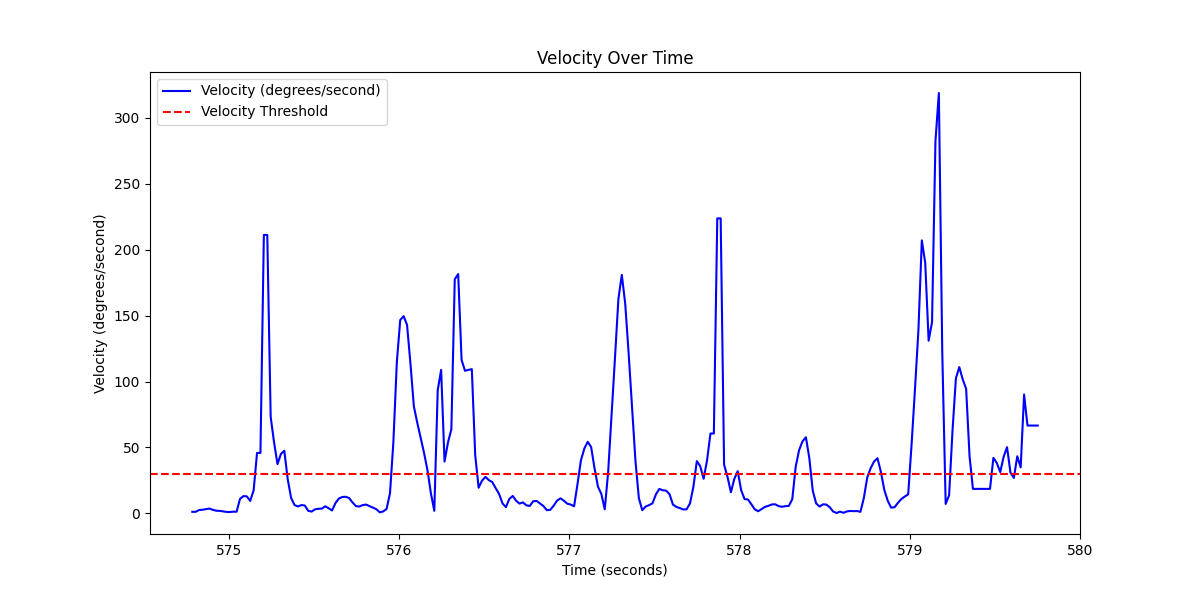 Velocity Over Time
Velocity (degrees/second)
Velocity Threshold
Velocity (degrees/second)
300
250
200
150
100
50
0
575
576
577
578
579
580
Time (seconds)